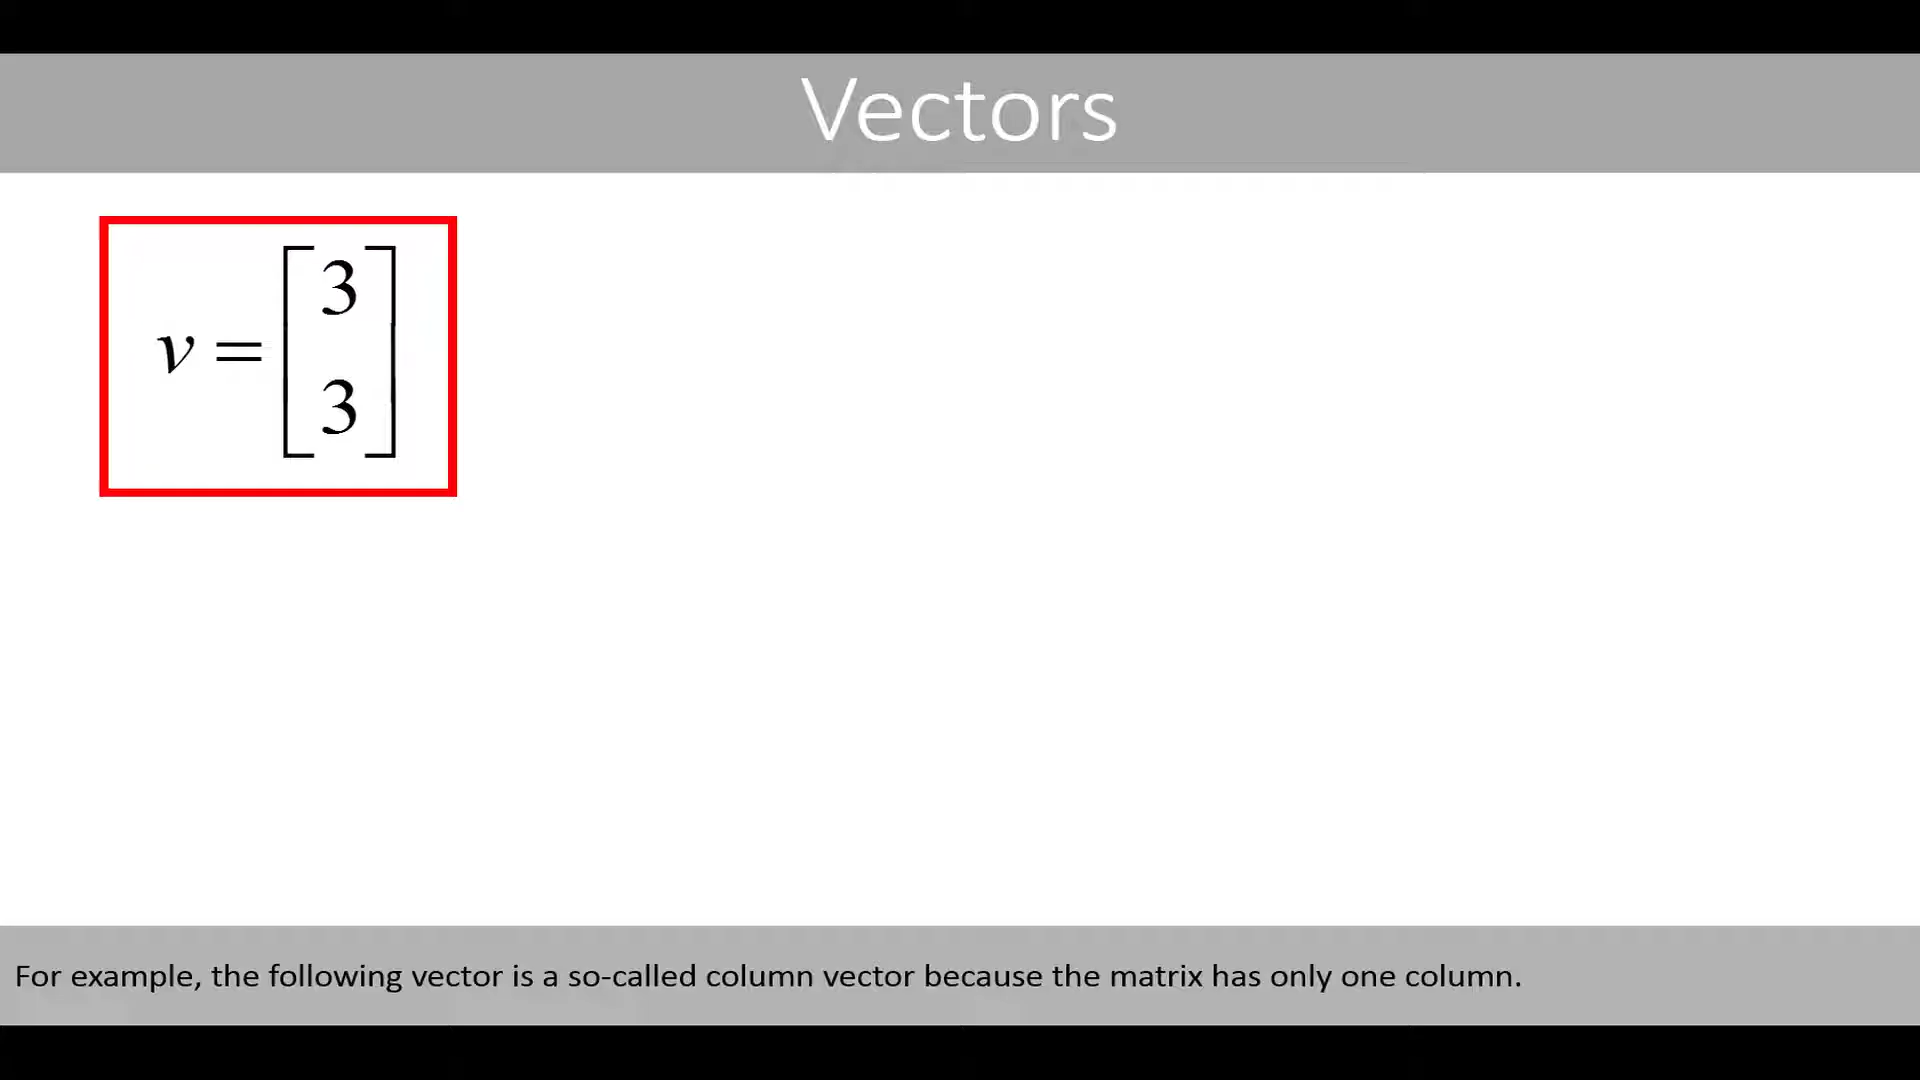 Vectors
3
v =
3
For example, the following vector is a so-called column vector because the matrix has only one column.